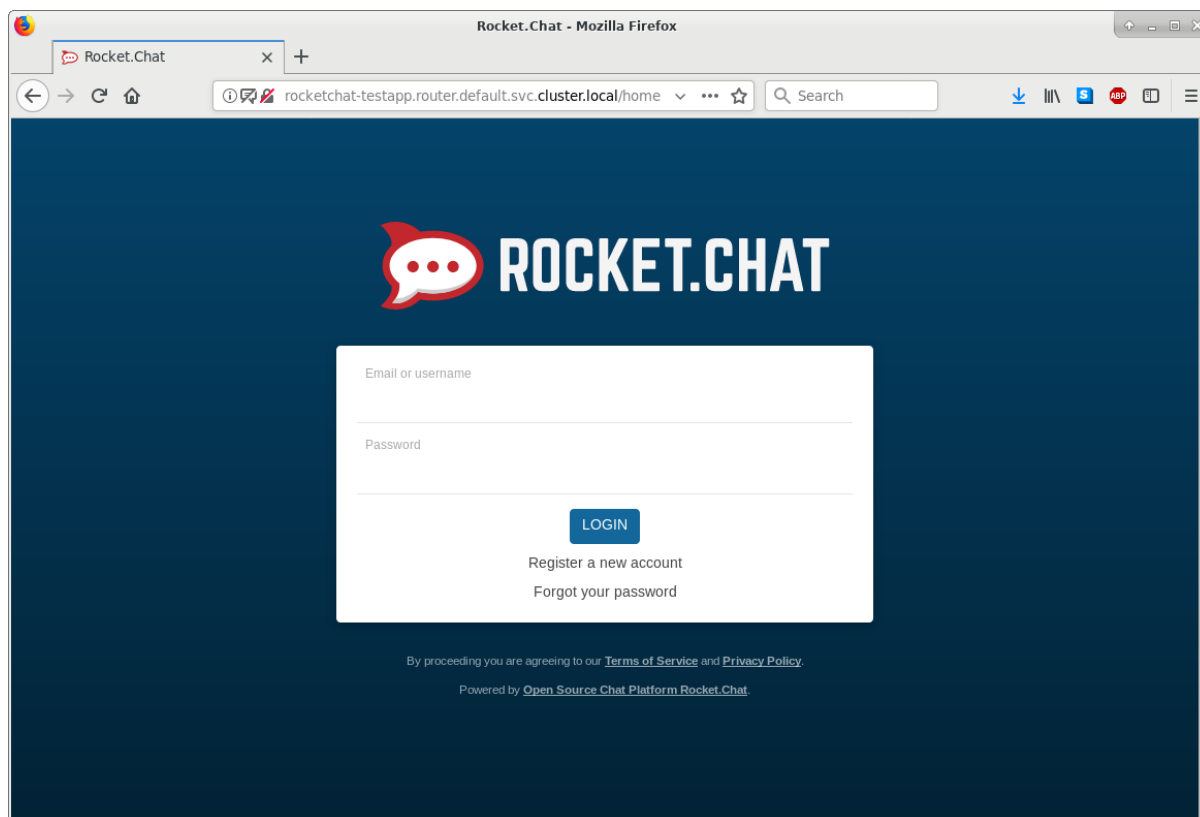 Rocket.Chat - Mozilla Firefox
Rocket.Chat
rocketchat-testapp.router.default.svc.cluster.local/home
Search
S
ABP
ROCKET.CHAT
Email or username
Password
LOGIN
Register a new account
Forgot your password
By proceeding you are agreeing to our Terms of Service and Privacy Policy.
Powered by Open Source Chat Platform Rocket.Chat.